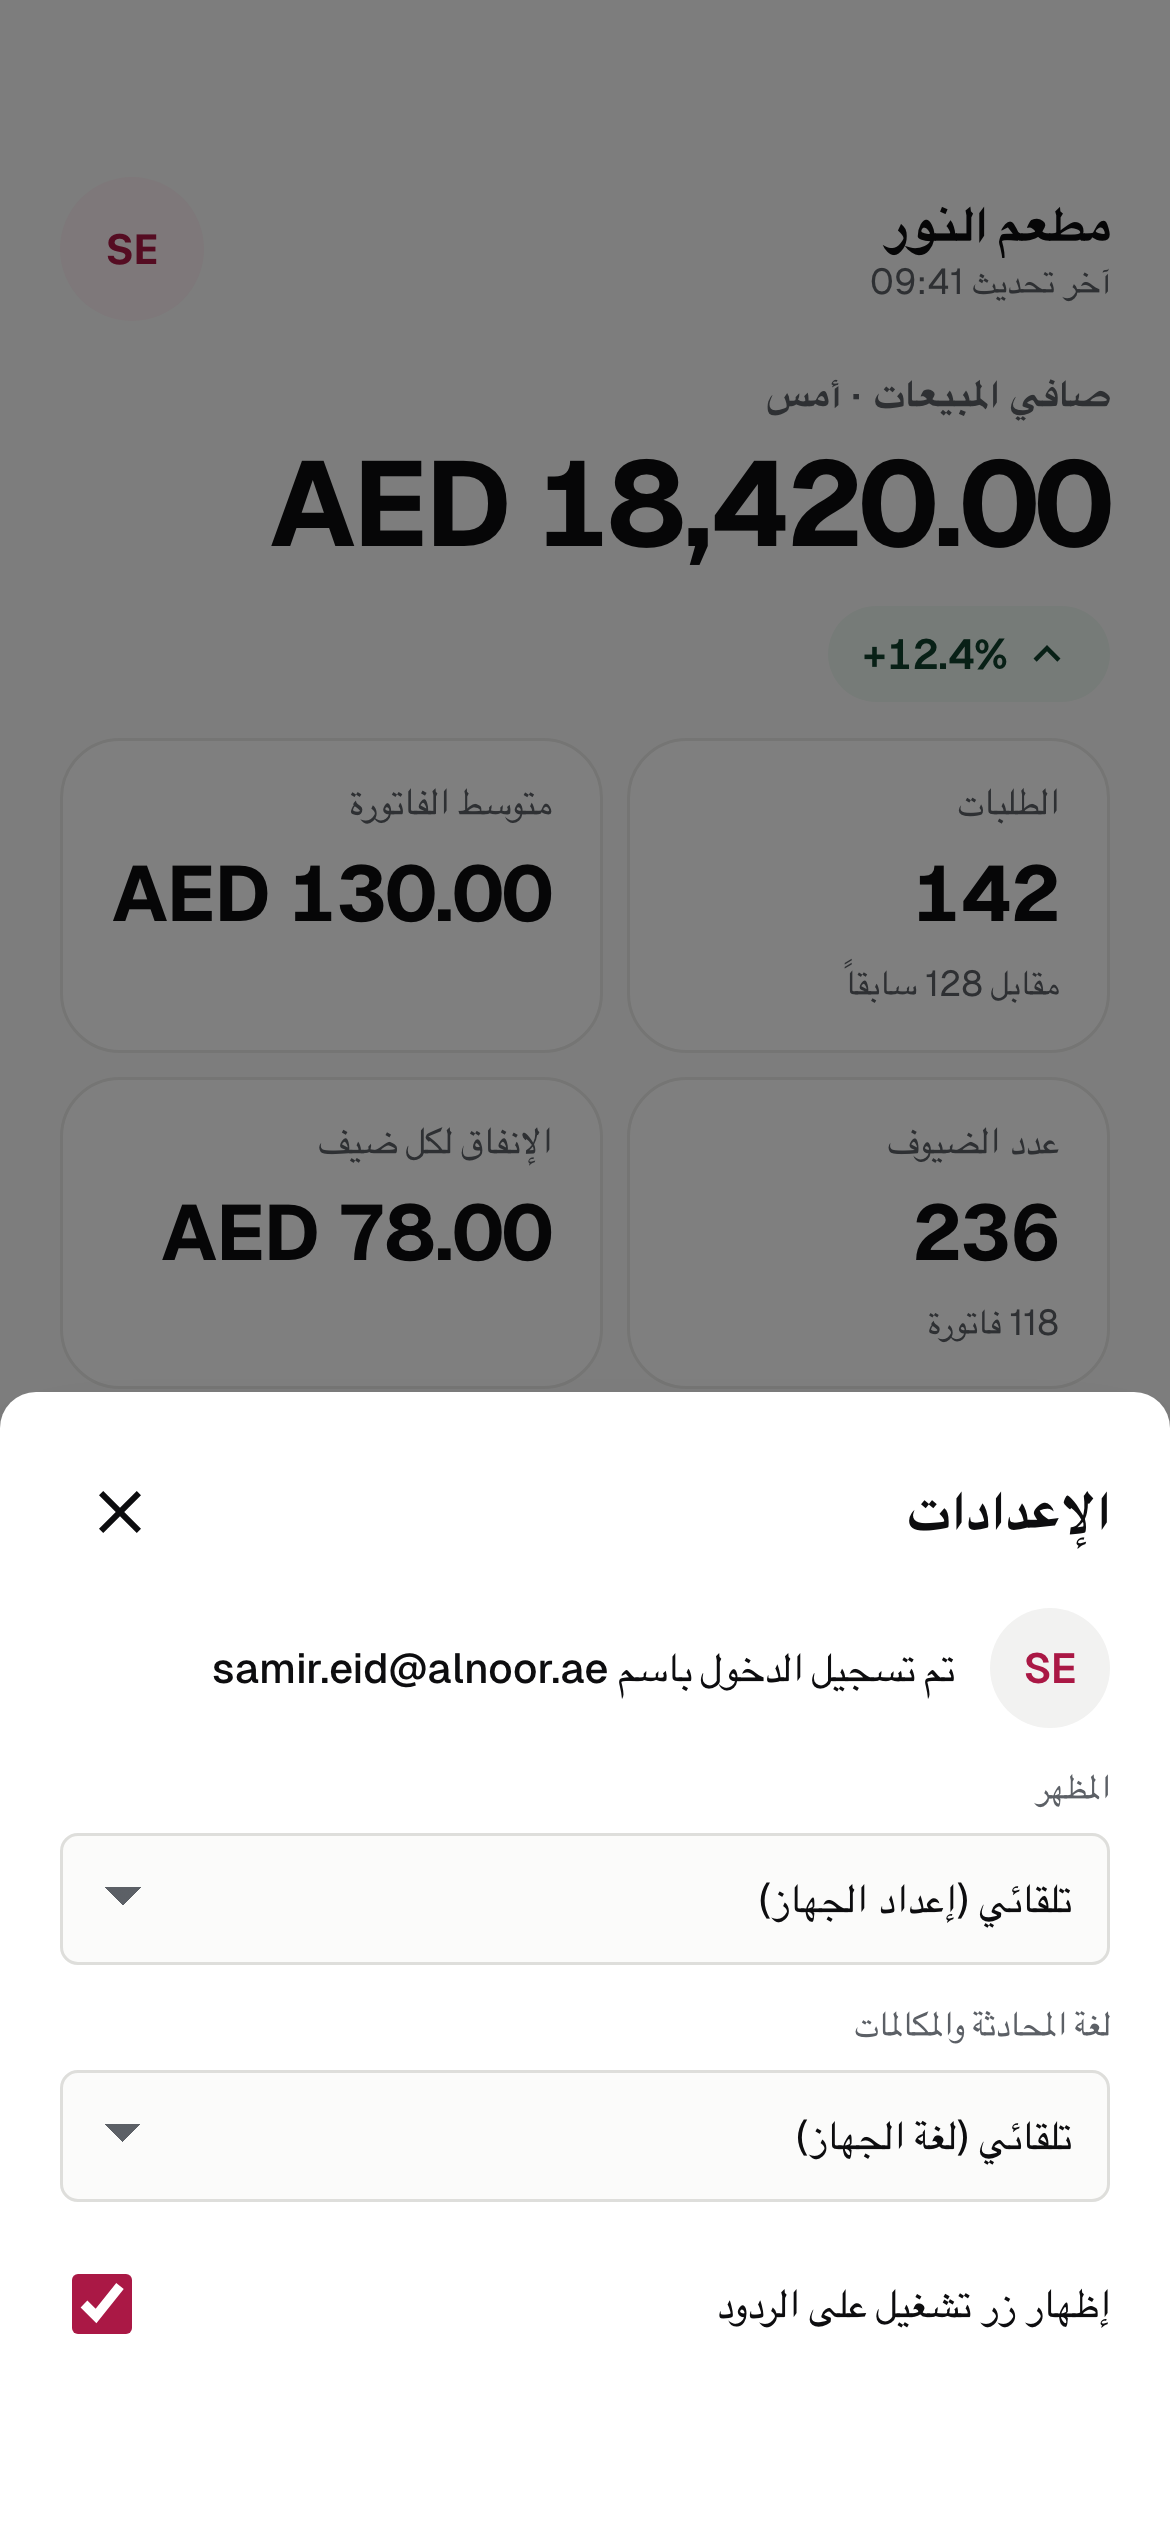 مطعم النور
SE
آخر تحديث 09:41
صافي المبيعات · أمس
AED 18,420.00
+12.4%
الطلبات
142
مقابل 128 سابقاً
متوسط الفاتورة
AED 130.00
عدد الضيوف
236
118 فاتورة
الإنفاق لكل ضيف
AED 78.00
الإعدادات
SE
تم تسجيل الدخول باسم samir.eid@alnoor.ae
المظهر
تلقائي (إعداد الجهاز)
لغة المحادثة والمكالمات
تلقائي (لغة الجهاز)
إظهار زر تشغيل على الردود